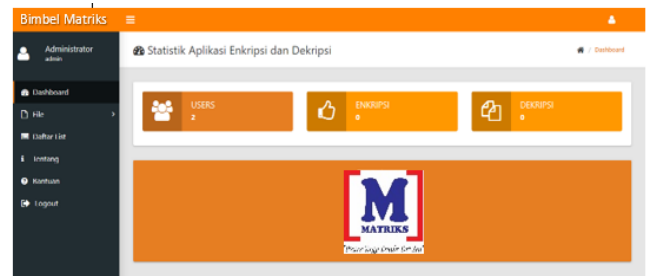 Bimbel Matriks
Administrator
admin
Statistik Aplikasi Enkripsi dan Dekripsi
/ Dashboard
Dashboard
File
Daftar List
Tentang
Bantuan
Logout
USERS
2
ENKRIPSI
0
DEKRIPSI
0
M
MATRIKS